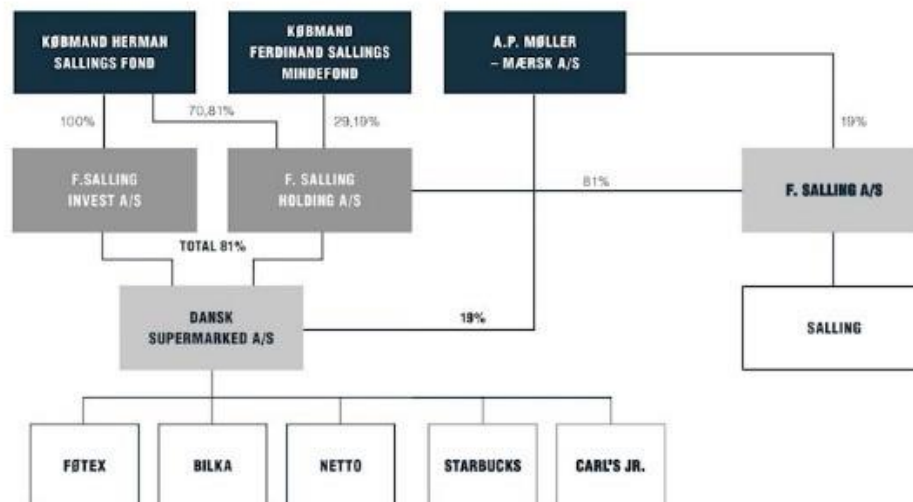 KØBMAND HERMAN
SALLINGS FOND
KØBMAND
FERDINAND SALLINGS
MINDEFOND
A.P. MØLLER
– MÆRSK A/S
100%
70,81%
29,19%
19%
F.SALLING
INVEST A/S
F. SALLING
HOLDING A/S
81%
F. SALLING A/S
TOTAL 81%
DANSK
SUPERMARKED A/S
19%
SALLING
FØTEX
BILKA
NETTO
STARBUCKS
CARL'S JR.